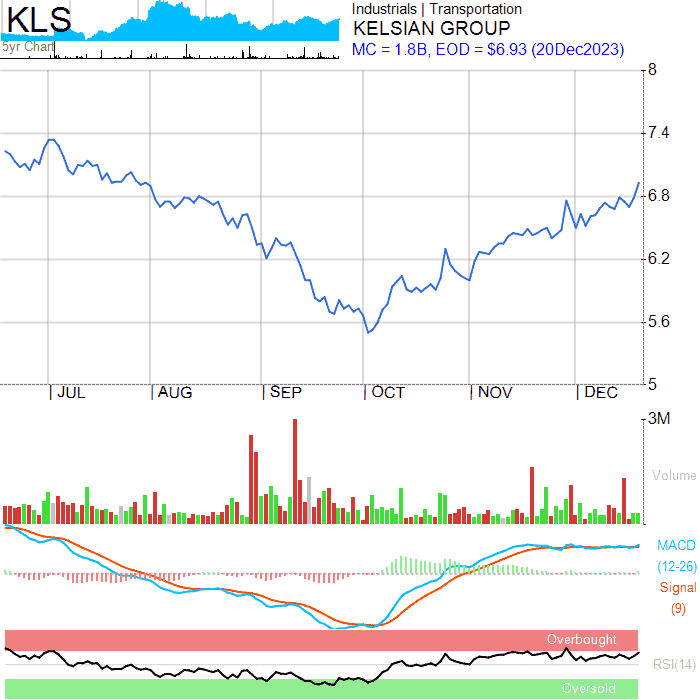 KLS
5yr Chart
Industrials | Transportation
KELSIAN GROUP
MC = 1.8B, EOD = $6.93 (20Dec2023)
8
7.4
6.8
6.2
5.6
5
JUL AUG SEP OCT NOV DEC
3M
Volume
MACD
(12-26)
Signal
(9)
Overbought
RSI(14)
Oversold